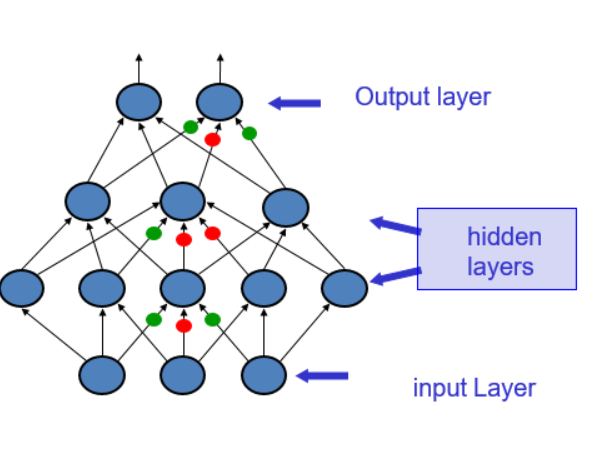 Output layer
hidden
layers
input Layer